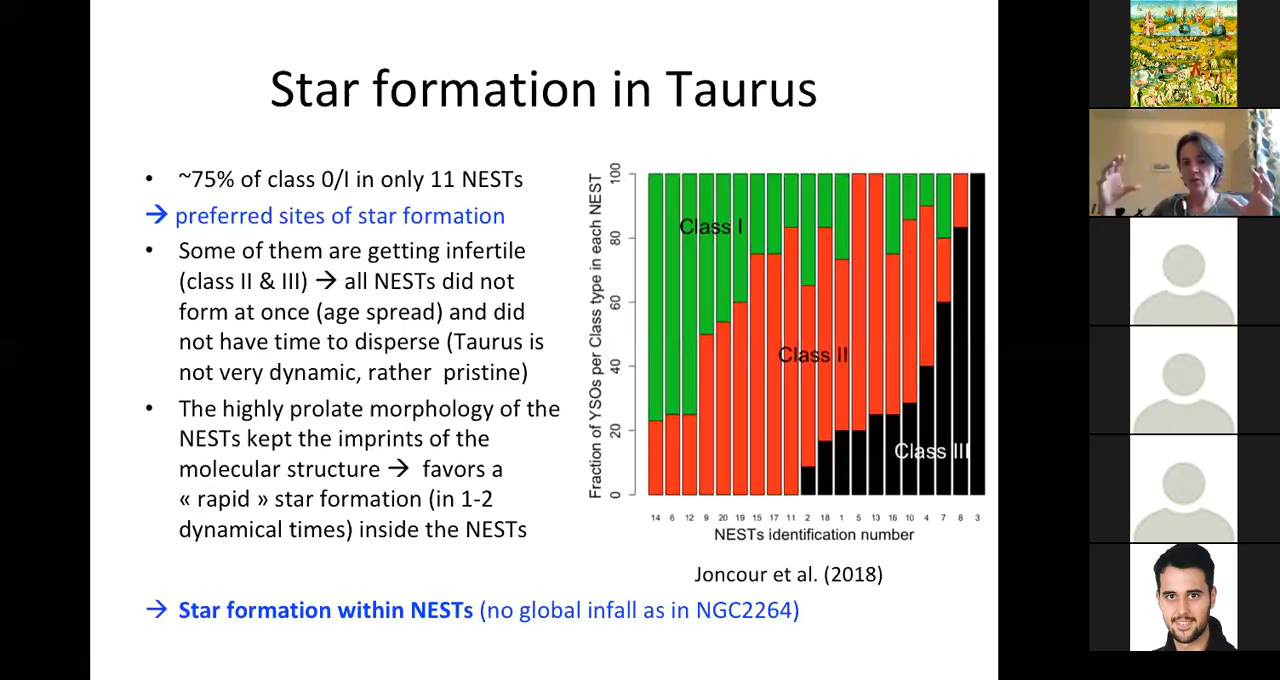 Star formation in Taurus
• ~75% of class 0/I in only 11 NESTs
→ preferred sites of star formation
• Some of them are getting infertile
(class II & III) → all NESTs did not
form at once (age spread) and did
not have time to disperse (Taurus is
not very dynamic, rather pristine)
• The highly prolate morphology of the
NESTs kept the imprints of the
molecular structure → favors a
« rapid » star formation (in 1-2
dynamical times) inside the NESTs
Fraction of YSOs per Class type in each NEST
100
80
60
40
20
0
Class I
Class II
Class III
14 6 12 9 20 19 15 17 11 2 18 1 5 13 16 10 4 7 8 3
NESTs identification number
Joncour et al. (2018)
→ Star formation within NESTs (no global infall as in NGC2264)